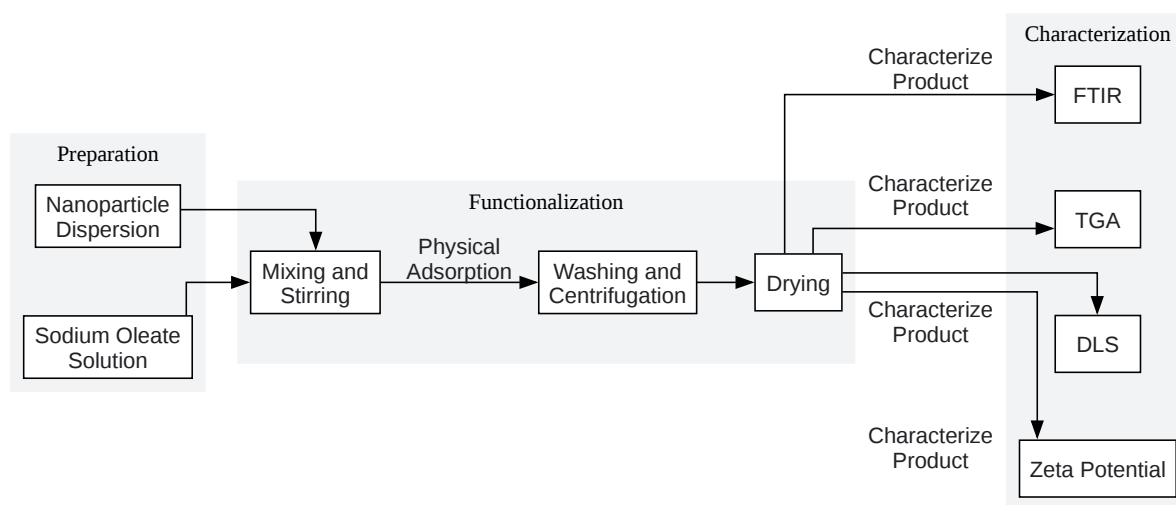 Preparation
Nanoparticle
Dispersion
Sodium Oleate
Solution
Functionalization
Mixing and
Stirring
Physical
Adsorption
Washing and
Centrifugation
Drying
Characterize
Product
Characterize
Product
Characterize
Product
Characterize
Product
Characterization
FTIR
TGA
DLS
Zeta Potential